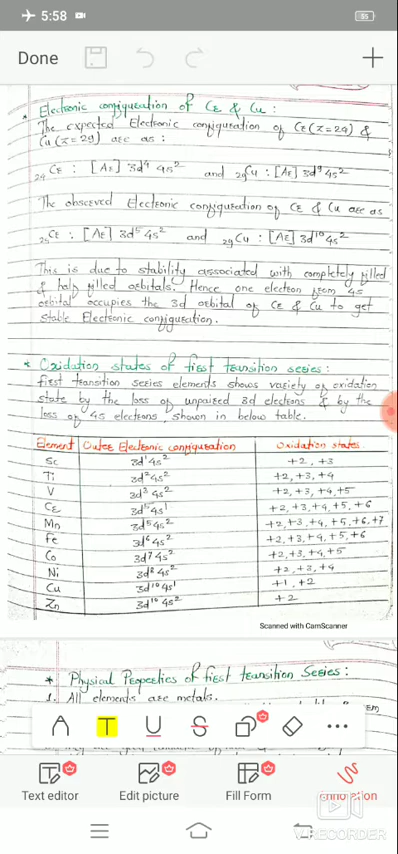 5:58
85
Done
* Electronic configuration of Cr & Cu:
The expected Electronic configuration of Cr (Z=24) &
Cu (Z=29) are as:
24Cr : [Ar] 3d⁴ 4s² and 29Cu : [Ar] 3d⁹ 4s²
The observed Electronic configuration of Cr & Cu are as
25Cr : [Ar] 3d⁵ 4s² and 29Cu : [Ar] 3d¹⁰ 4s²
This is due to stability associated with completely filled
& half filled orbitals. Hence one electron from 4s
orbital occupies the 3d orbital of Cr & Cu to get
stable Electronic configuration.
* Oxidation states of first transition series:
first transition series elements shows variety of oxidation
state by the loss of unpaired 3d electrons & by the
loss of 4s electrons, shown in below table.
Element Outer Electronic configuration Oxidation states
Sc 3d¹ 4s² +2, +3
Ti 3d² 4s² +2, +3, +4
V 3d³ 4s² +2, +3, +4, +5
Cr 3d⁵ 4s¹ +2, +3, +4, +5, +6
Mn 3d⁵ 4s² +2, +3, +4, +5, +6, +7
Fe 3d⁶ 4s² +2, +3, +4, +5, +6
Co 3d⁷ 4s² +2, +3, +4, +5
Ni 3d⁸ 4s² +2, +3, +4
Cu 3d¹⁰ 4s¹ +1, +2
Zn 3d¹⁰ 4s² +2
Scanned with CamScanner
* Physical Properties of first transition Series:
1. All elements are metals.
Text editor
Edit picture
Fill Form
Annotation
V RECORDER